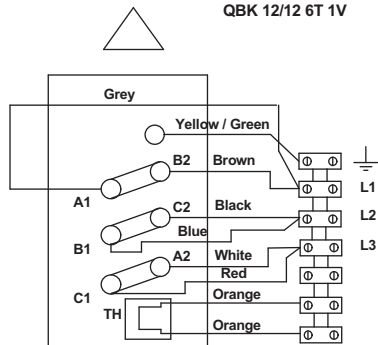 QBK 12/12 6T 1V
Grey
Yellow / Green
B2 Brown
A1
L1
C2 Black
L2
Blue
B1
A2 White
L3
Red
C1
Orange
TH
Orange